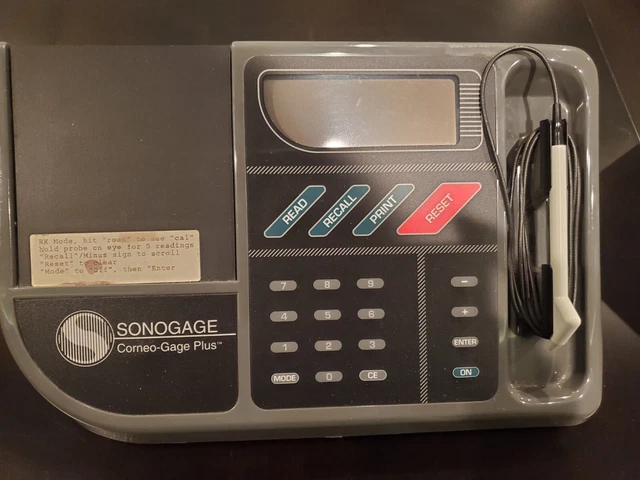 READ
RECALL
PRINT
RESET
RK Mode, hit "read" to see "cal"
Hold probe on eye for 5 readings
"Recall"/Minus sign to scroll
"Reset" to clear
"Mode" to "Off", then "Enter
SONOGAGE
Corneo-Gage Plus™
7 8 9 −
4 5 6 +
1 2 3 ENTER
MODE 0 CE ON